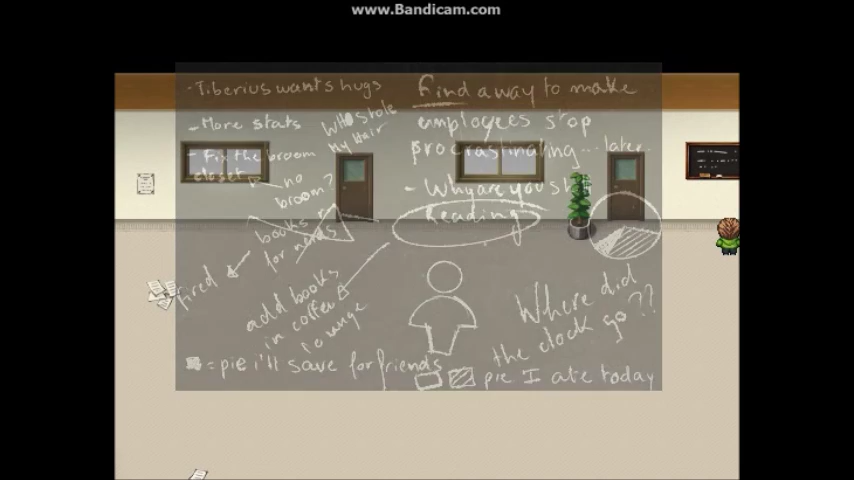 www.Bandicam.com
- Tiberius wants hugs
- More stats
- Fix the broom
closet
no
broom?
Who stole
My Hair
Find a way to make
employees stop
procrastinating... later.
- Why are you still
Reading
books
for nerds
fired
add books
in coffee
lounge
Where did
the clock go??
= pie i'll save for friends
pie I ate today